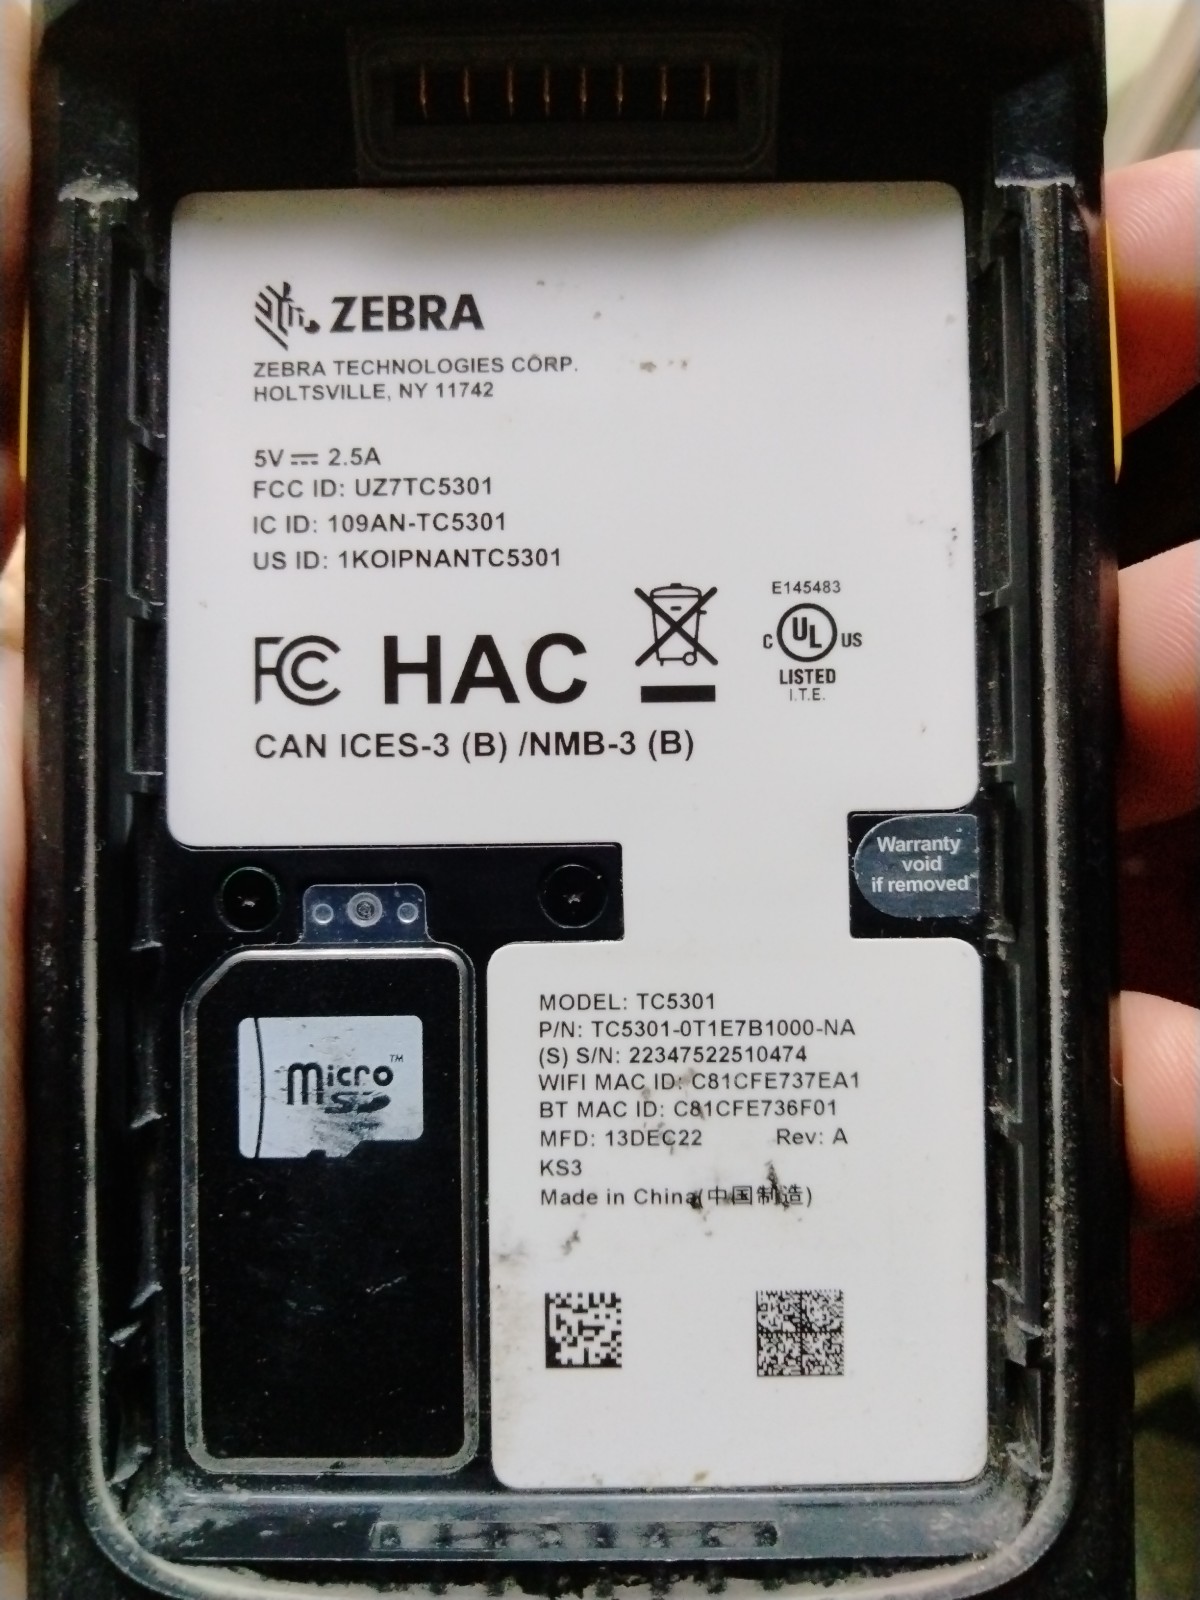 ZEBRA
ZEBRA TECHNOLOGIES CORP.
HOLTSVILLE, NY 11742
5V ⎓ 2.5A
FCC ID: UZ7TC5301
IC ID: 109AN-TC5301
US ID: 1KOIPNANTC5301
E145483
FC HAC
C UL US
LISTED
I.T.E.
CAN ICES-3 (B) /NMB-3 (B)
Warranty
void
if removed
MODEL: TC5301
P/N: TC5301-0T1E7B1000-NA
(S) S/N: 22347522510474
WIFI MAC ID: C81CFE737EA1
BT MAC ID: C81CFE736F01
MFD: 13DEC22 Rev: A
KS3
Made in China(中国制造)
Micro™
SD